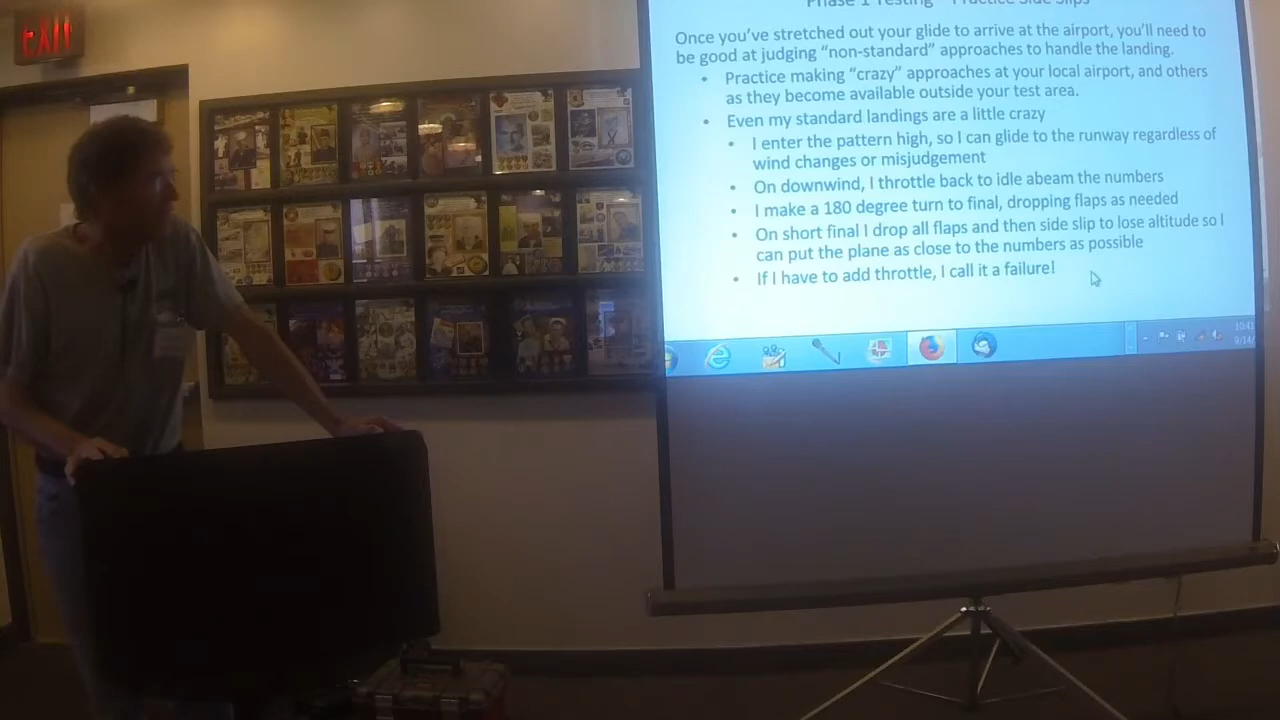 EXIT
Phase 1 Testing – Practice Side Slips
Once you've stretched out your glide to arrive at the airport, you'll need to
be good at judging "non-standard" approaches to handle the landing.
• Practice making "crazy" approaches at your local airport, and others
as they become available outside your test area.
• Even my standard landings are a little crazy
• I enter the pattern high, so I can glide to the runway regardless of
wind changes or misjudgement
• On downwind, I throttle back to idle abeam the numbers
• I make a 180 degree turn to final, dropping flaps as needed
• On short final I drop all flaps and then side slip to lose altitude so I
can put the plane as close to the numbers as possible
• If I have to add throttle, I call it a failure!